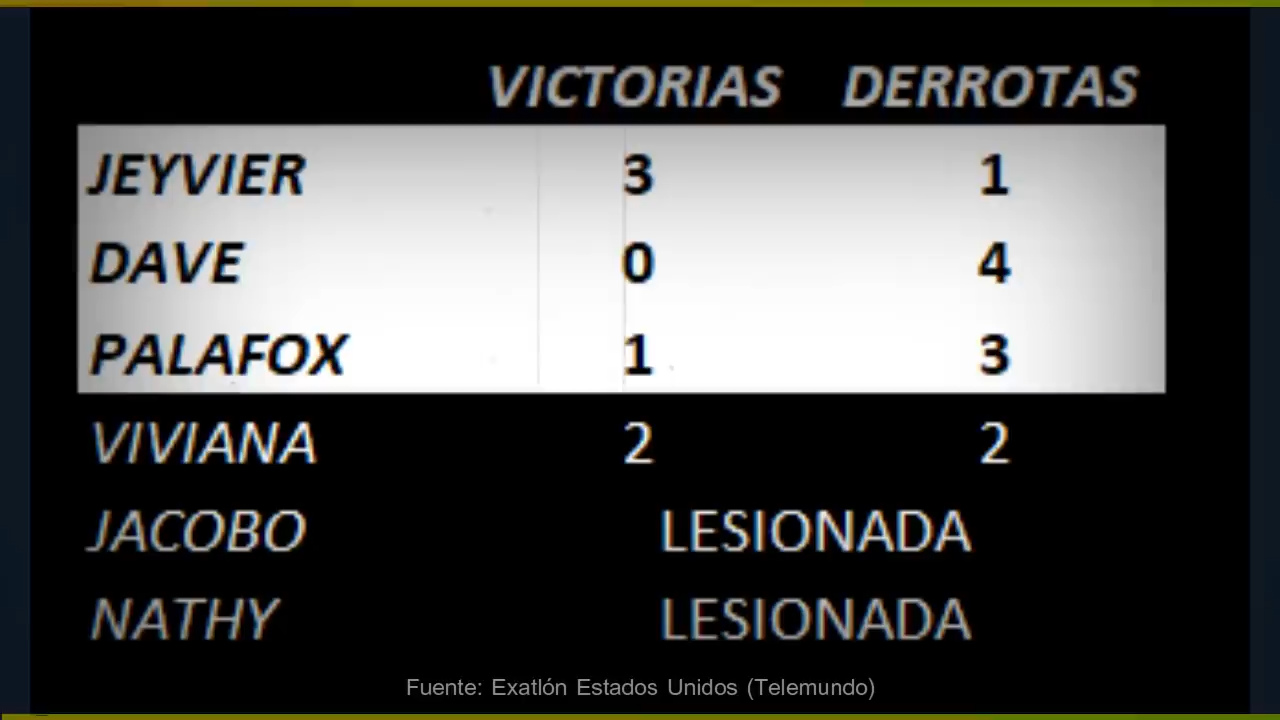 VICTORIAS DERROTAS
JEYVIER 3 1
DAVE 0 4
PALAFOX 1 3
VIVIANA 2 2
JACOBO LESIONADA
NATHY LESIONADA
Fuente: Exatlón Estados Unidos (Telemundo)